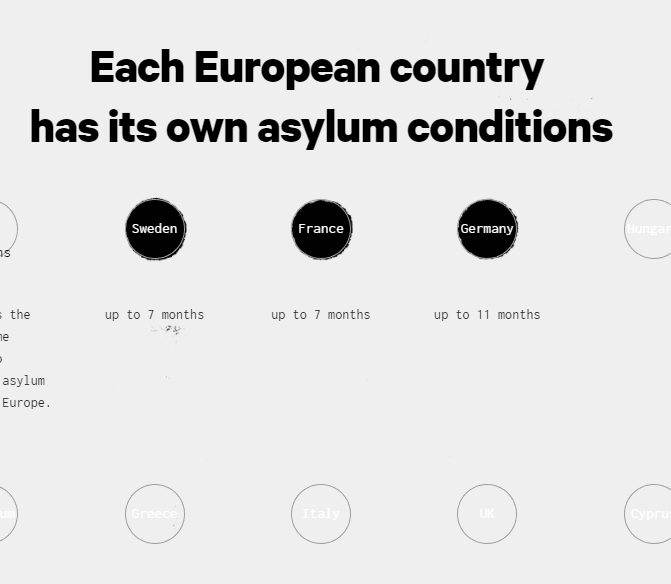 Each European country
has its own asylum conditions
Sweden France Germany Hungar
ns
up to 7 months up to 7 months up to 11 months
s the
me
o
asylum
Europe.
um Greece Italy UK Cypru